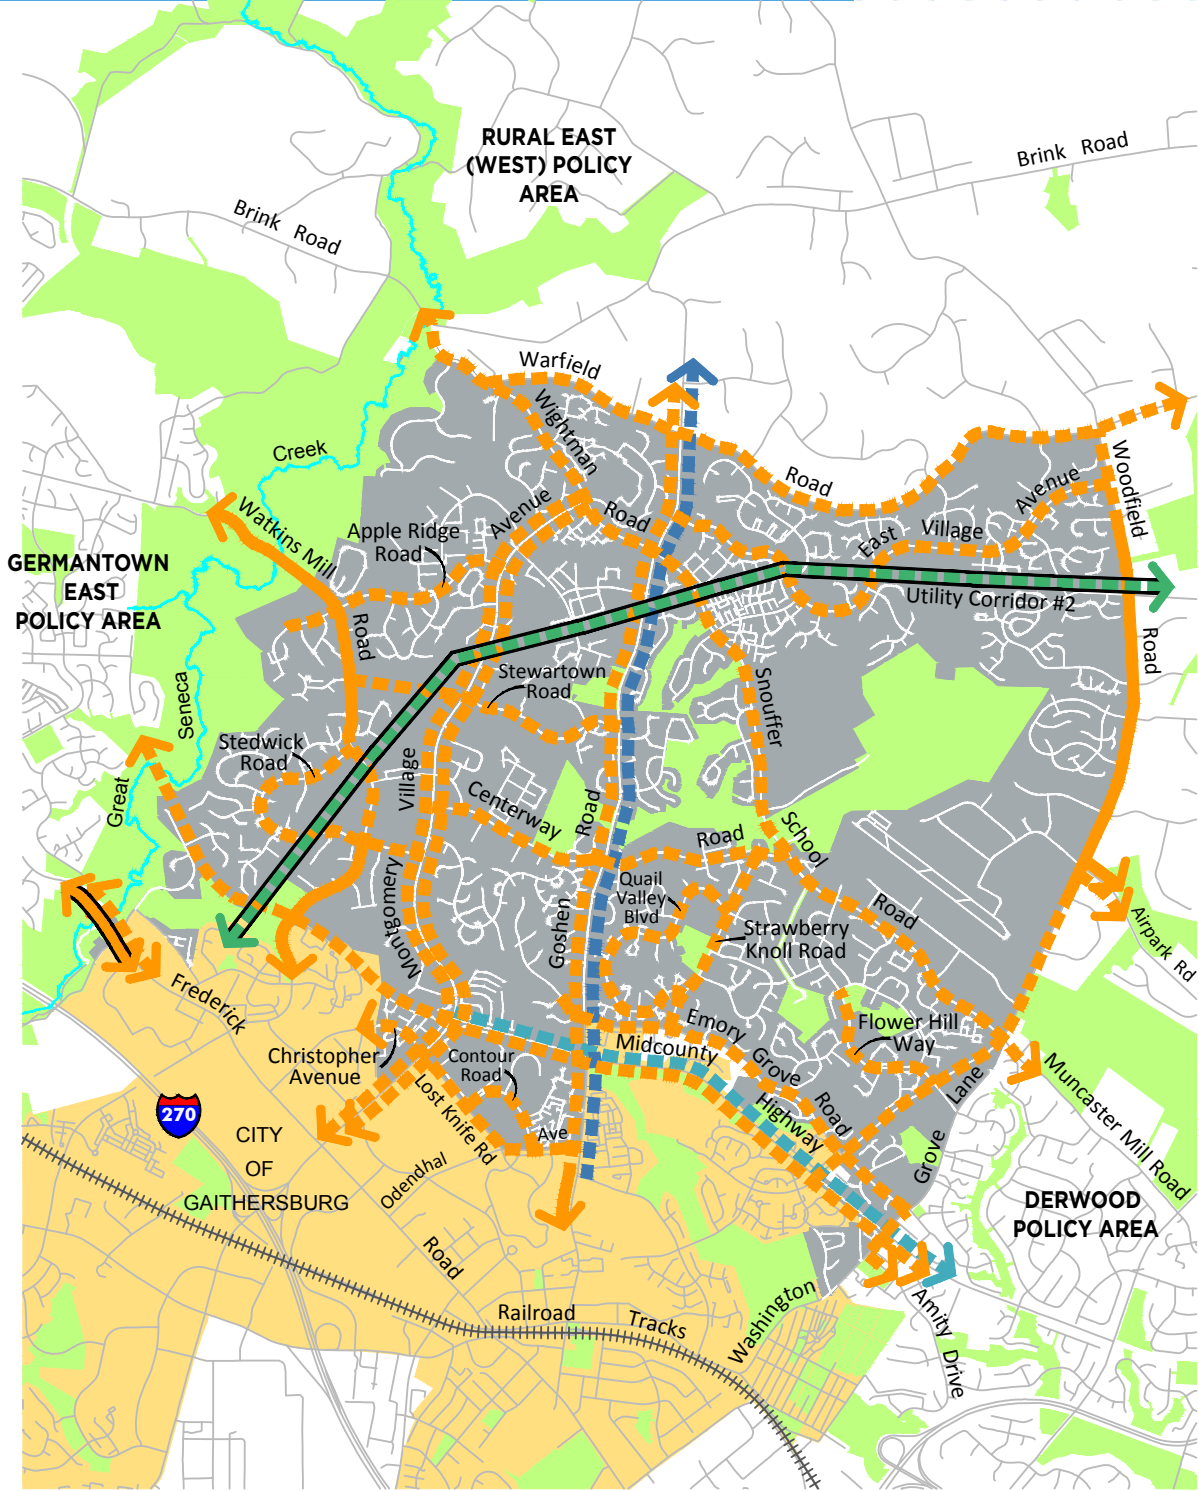 RURAL EAST
(WEST) POLICY
AREA
Brink Road
Brink Road
Warfield
Wightman
Road
Woodfield
Creek
Avenue
Road
Avenue
Village
East
Watkins Mill
Apple Ridge
Road
GERMANTOWN
EAST
POLICY AREA
Utility Corridor #2
Road
Road
Stewartown
Road
Snouffer
Seneca
Stedwick
Road
Village
Great
Centerway
Road
Road
School
Montgomery
Quail
Valley
Blvd
Goshen
Strawberry
Knoll Road
Road
Airpark Rd
Frederick
Christopher
Avenue
Contour
Road
Midcounty
Emory
Grove
Road
Flower Hill
Way
Lane
Grove
Muncaster Mill Road
Highway
Lost Knife Rd
Ave
270
CITY
OF
GAITHERSBURG
Odendhal
DERWOOD
POLICY AREA
Road
Railroad
Tracks
Washington
Amity Drive